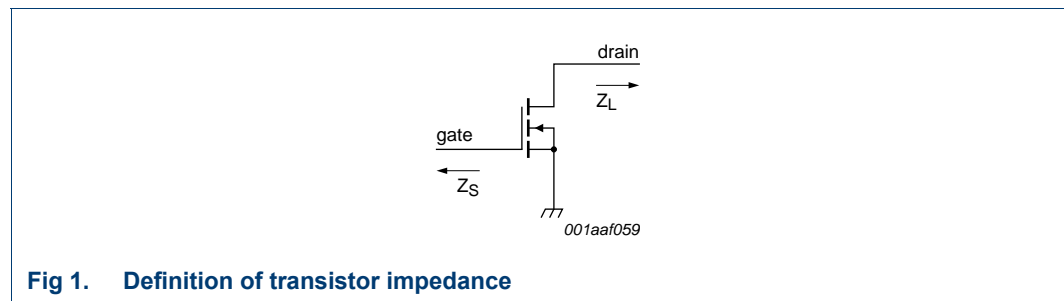 drain
Z_L
gate
Z_S
001aaf059
Fig 1. Definition of transistor impedance